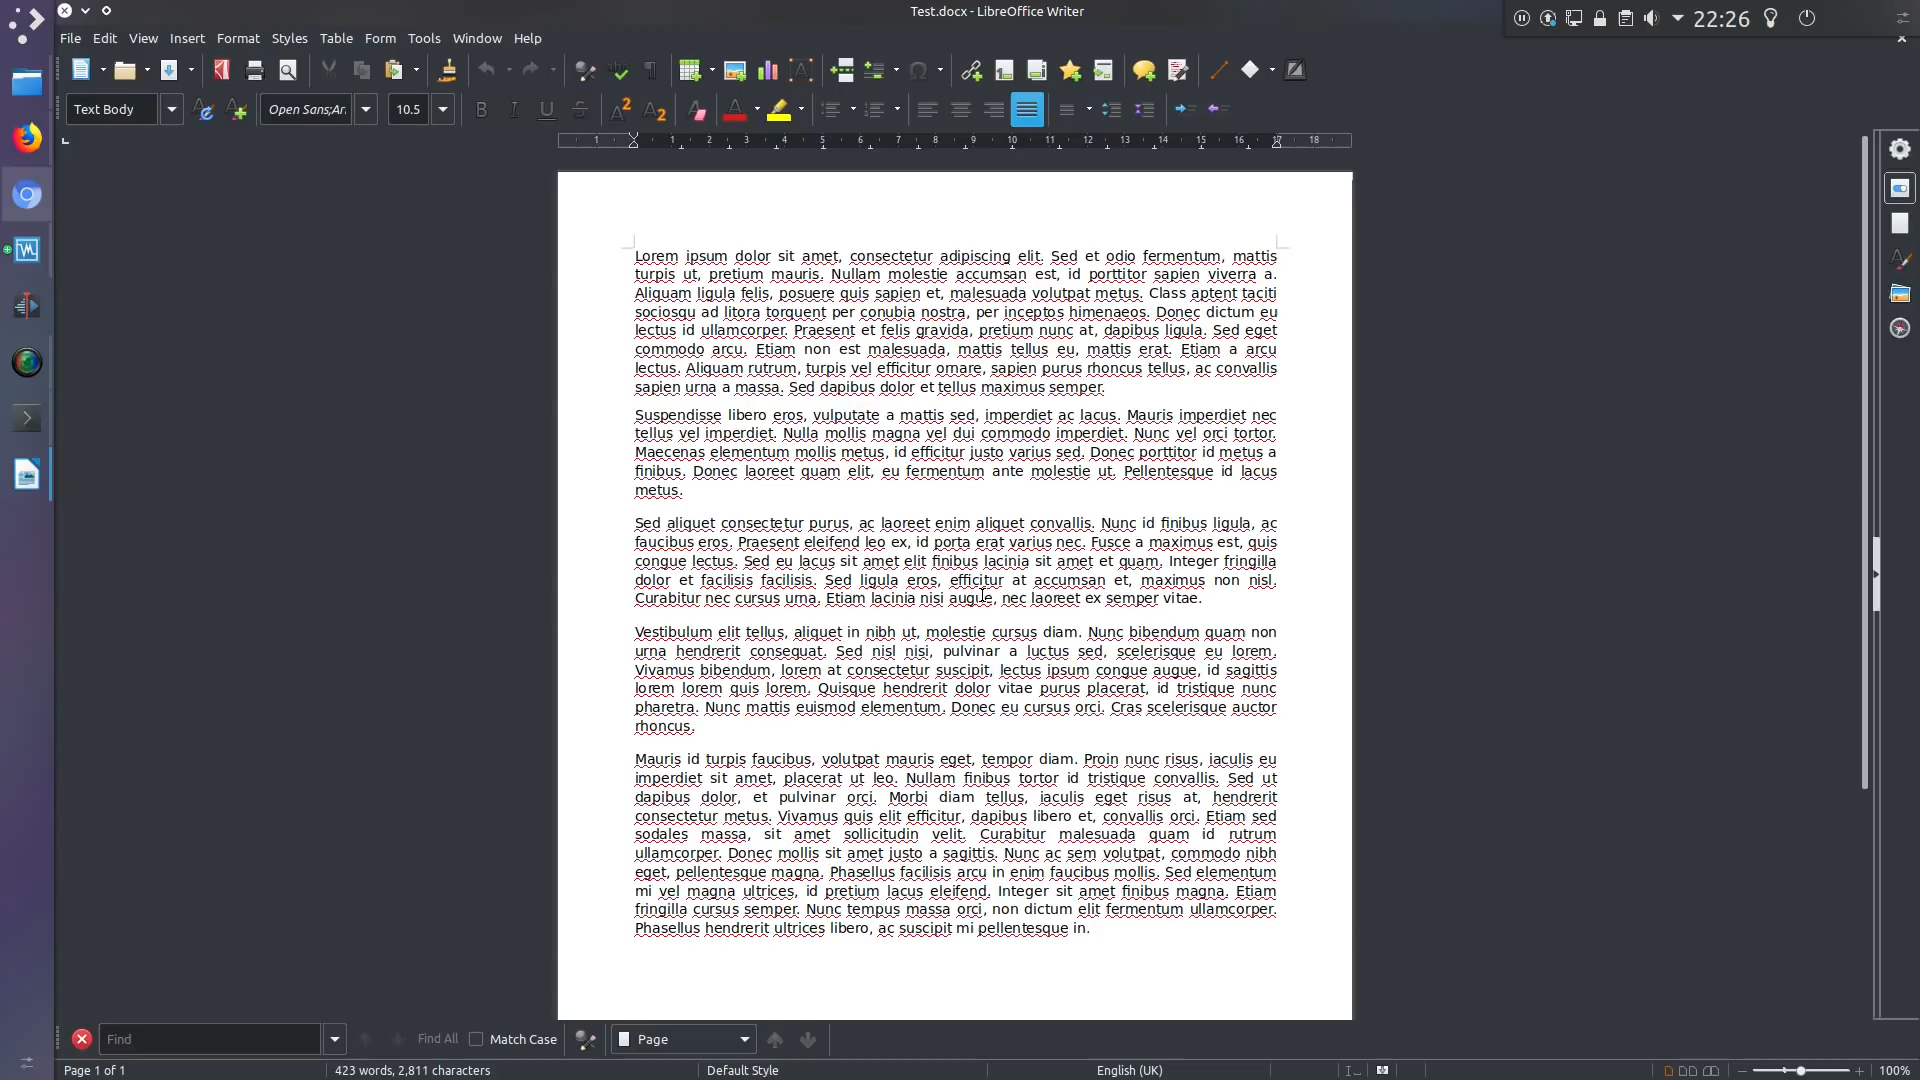 Test.docx - LibreOffice Writer
22:26
File Edit View Insert Format Styles Table Form Tools Window Help
Text Body Open Sans;Ari 10.5
1 1 2 3 4 5 6 7 8 9 10 11 12 13 14 15 16 17 18
Lorem ipsum dolor sit amet, consectetur adipiscing elit. Sed et odio fermentum, mattis
turpis ut, pretium mauris. Nullam molestie accumsan est, id porttitor sapien viverra a.
Aliquam ligula felis, posuere quis sapien et, malesuada volutpat metus. Class aptent taciti
sociosqu ad litora torquent per conubia nostra, per inceptos himenaeos. Donec dictum eu
lectus id ullamcorper. Praesent et felis gravida, pretium nunc at, dapibus ligula. Sed eget
commodo arcu. Etiam non est malesuada, mattis tellus eu, mattis erat. Etiam a arcu
lectus. Aliquam rutrum, turpis vel efficitur ornare, sapien purus rhoncus tellus, ac convallis
sapien urna a massa. Sed dapibus dolor et tellus maximus semper.
Suspendisse libero eros, vulputate a mattis sed, imperdiet ac lacus. Mauris imperdiet nec
tellus vel imperdiet. Nulla mollis magna vel dui commodo imperdiet. Nunc vel orci tortor.
Maecenas elementum mollis metus, id efficitur justo varius sed. Donec porttitor id metus a
finibus. Donec laoreet quam elit, eu fermentum ante molestie ut. Pellentesque id lacus
metus.
Sed aliquet consectetur purus, ac laoreet enim aliquet convallis. Nunc id finibus ligula, ac
faucibus eros. Praesent eleifend leo ex, id porta erat varius nec. Fusce a maximus est, quis
congue lectus. Sed eu lacus sit amet elit finibus lacinia sit amet et quam. Integer fringilla
dolor et facilisis facilisis. Sed ligula eros, efficitur at accumsan et, maximus non nisl.
Curabitur nec cursus urna. Etiam lacinia nisi augue, nec laoreet ex semper vitae.
Vestibulum elit tellus, aliquet in nibh ut, molestie cursus diam. Nunc bibendum quam non
urna hendrerit consequat. Sed nisl nisi, pulvinar a luctus sed, scelerisque eu lorem.
Vivamus bibendum, lorem at consectetur suscipit, lectus ipsum congue augue, id sagittis
lorem lorem quis lorem. Quisque hendrerit dolor vitae purus placerat, id tristique nunc
pharetra. Nunc mattis euismod elementum. Donec eu cursus orci. Cras scelerisque auctor
rhoncus.
Mauris id turpis faucibus, volutpat mauris eget, tempor diam. Proin nunc risus, iaculis eu
imperdiet sit amet, placerat ut leo. Nullam finibus tortor id tristique convallis. Sed ut
dapibus dolor, et pulvinar orci. Morbi diam tellus, iaculis eget risus at, hendrerit
consectetur metus. Vivamus quis elit efficitur, dapibus libero et, convallis orci. Etiam sed
sodales massa, sit amet sollicitudin velit. Curabitur malesuada quam id rutrum
ullamcorper. Donec mollis sit amet justo a sagittis. Nunc ac sem volutpat, commodo nibh
eget, pellentesque magna. Phasellus facilisis arcu in enim faucibus mollis. Sed elementum
mi vel magna ultrices, id pretium lacus eleifend. Integer sit amet finibus magna. Etiam
fringilla cursus semper. Nunc tempus massa orci, non dictum elit fermentum ullamcorper.
Phasellus hendrerit ultrices libero, ac suscipit mi pellentesque in.
Find Find All Match Case Page
Page 1 of 1 423 words, 2,811 characters Default Style English (UK) 100%